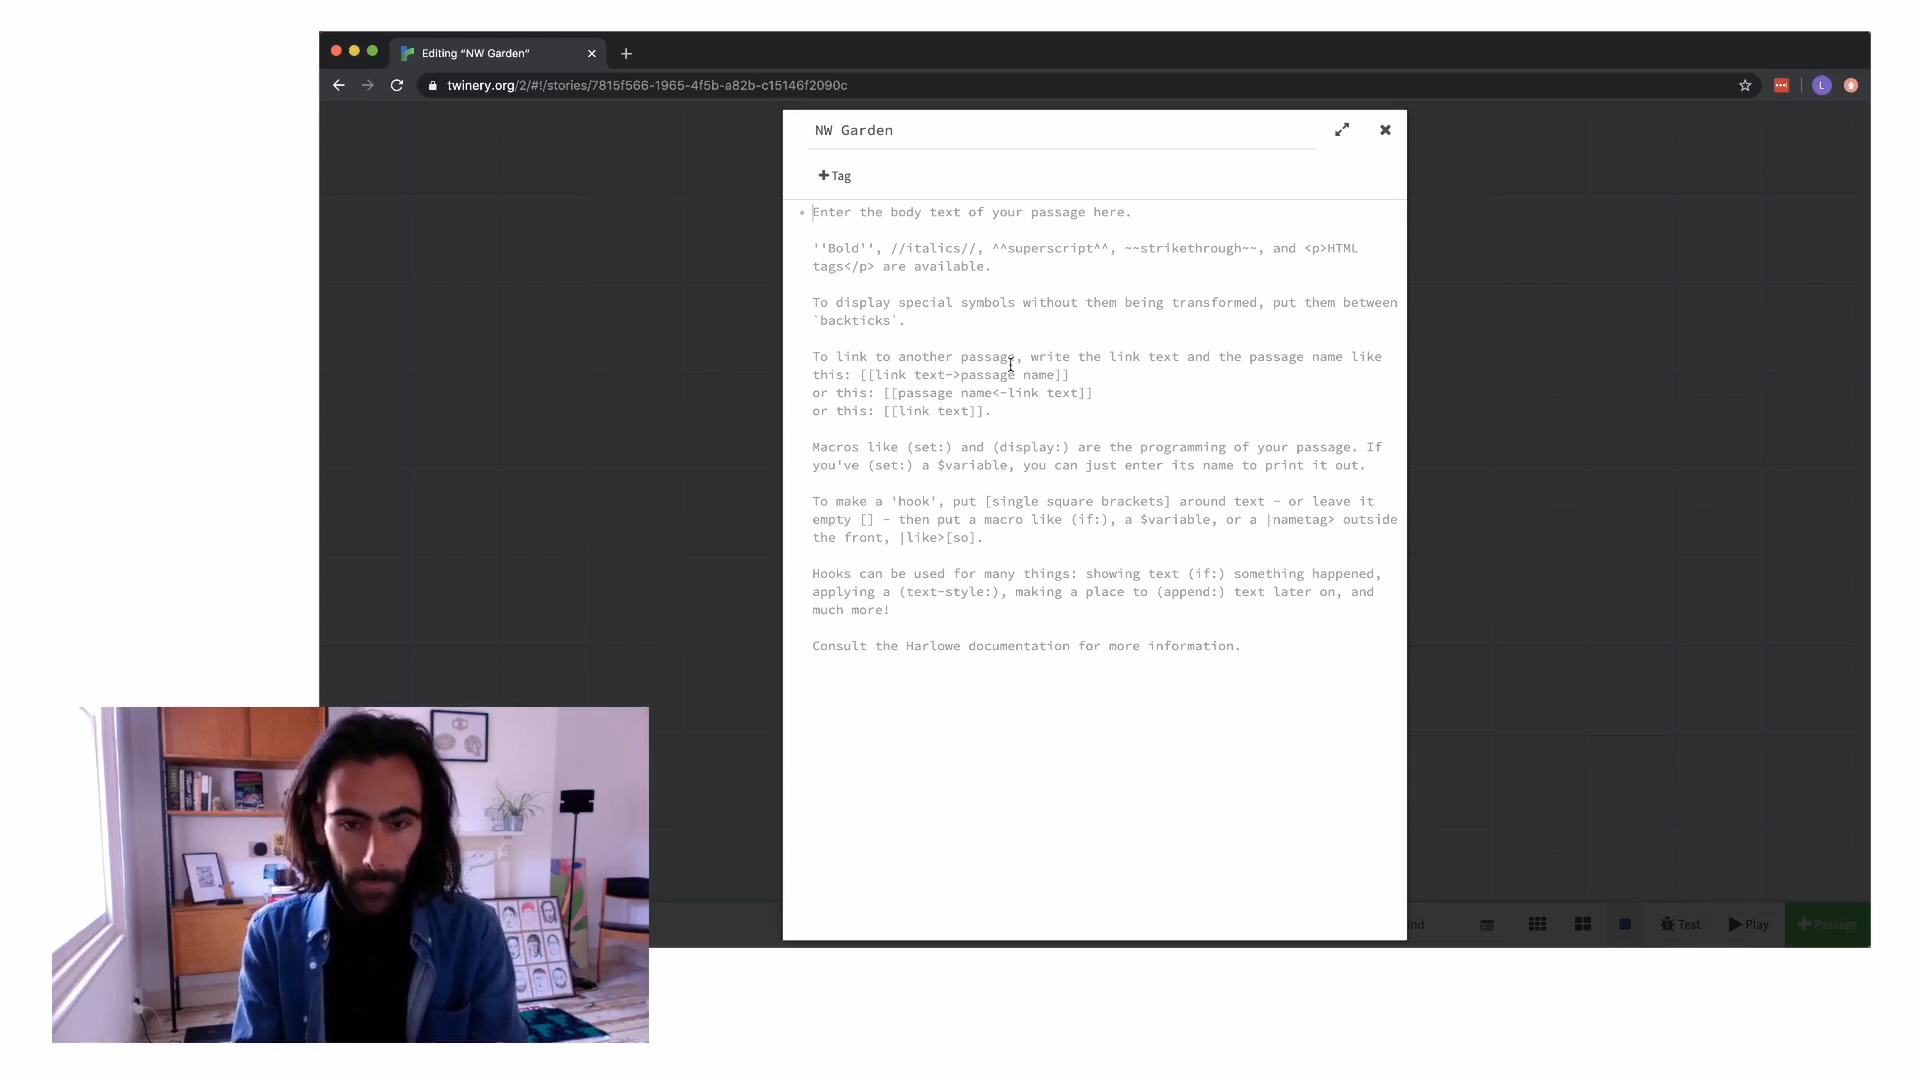 Editing “NW Garden”
twinery.org/2/#!/stories/7815f566-1965-4f5b-a82b-c15146f2090c
L
NW Garden
Tag
Enter the body text of your passage here.
''Bold'', //italics//, ^^superscript^^, ~~strikethrough~~, and <p>HTML
tags</p> are available.
To display special symbols without them being transformed, put them between
`backticks`.
To link to another passage, write the link text and the passage name like
this: [[link text->passage name]]
or this: [[passage name<-link text]]
or this: [[link text]].
Macros like (set:) and (display:) are the programming of your passage. If
you've (set:) a $variable, you can just enter its name to print it out.
To make a 'hook', put [single square brackets] around text - or leave it
empty [] - then put a macro like (if:), a $variable, or a |nametag> outside
the front, |like>[so].
Hooks can be used for many things: showing text (if:) something happened,
applying a (text-style:), making a place to (append:) text later on, and
much more!
Consult the Harlowe documentation for more information.
ind
Test
Play
Passage